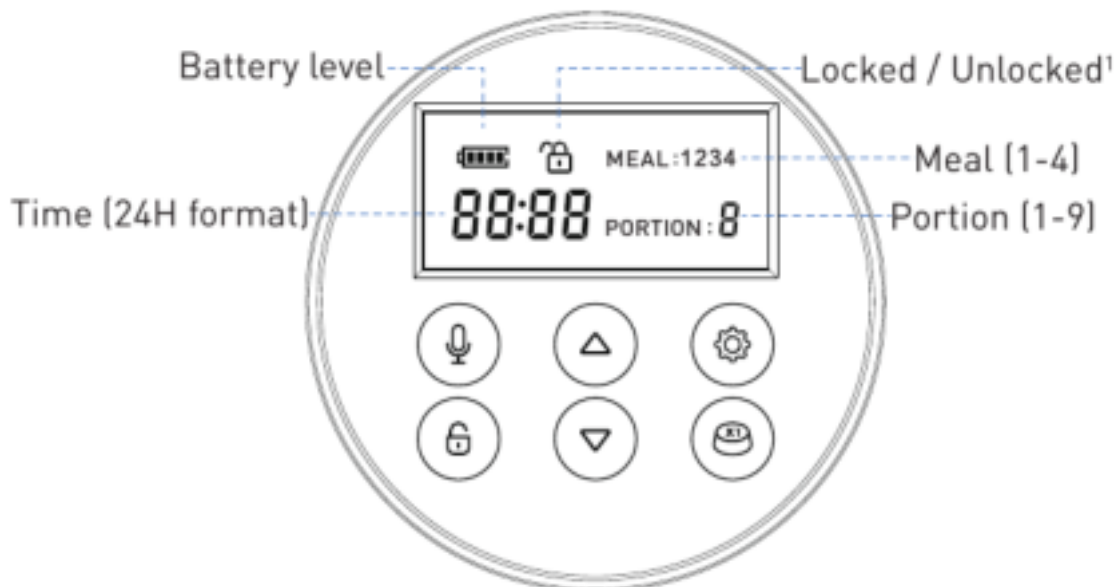 Battery level
Locked / Unlocked¹
MEAL:1234
Meal (1-4)
Time (24H format)
88:88
PORTION:8
Portion (1-9)
X1